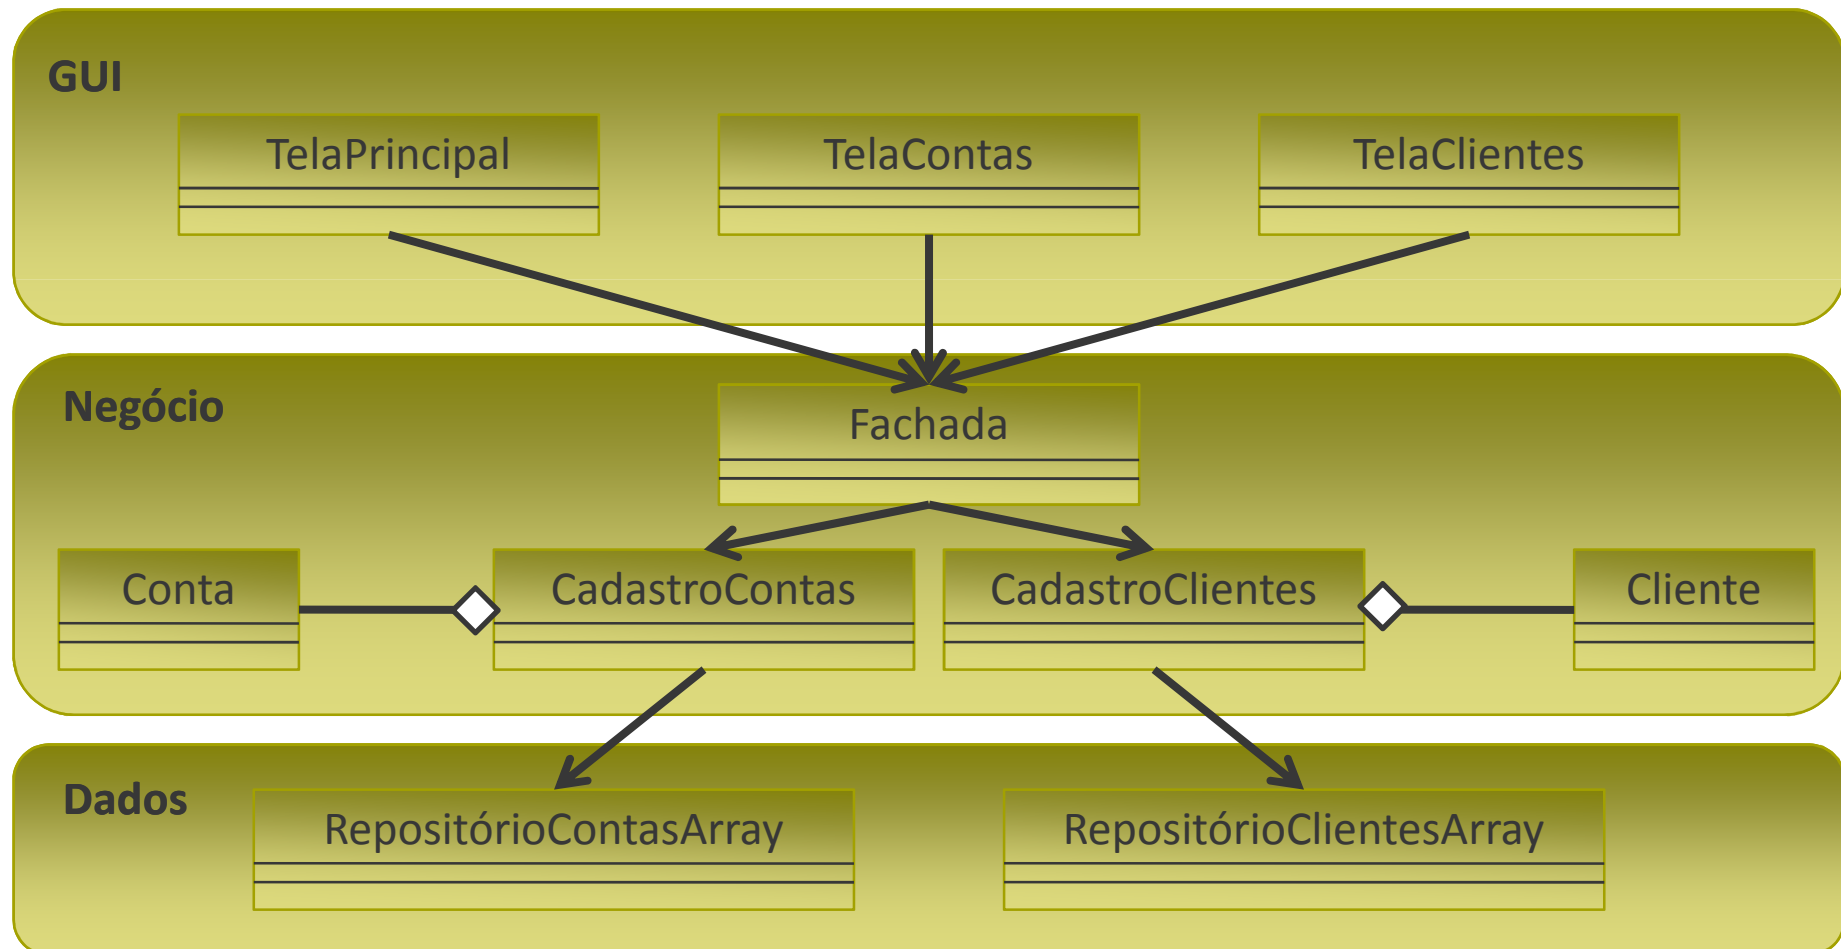 GUI
TelaPrincipal
TelaContas
TelaClientes
Negócio
Fachada
Conta
CadastroContas
CadastroClientes
Cliente
Dados
RepositórioContasArray
RepositórioClientesArray